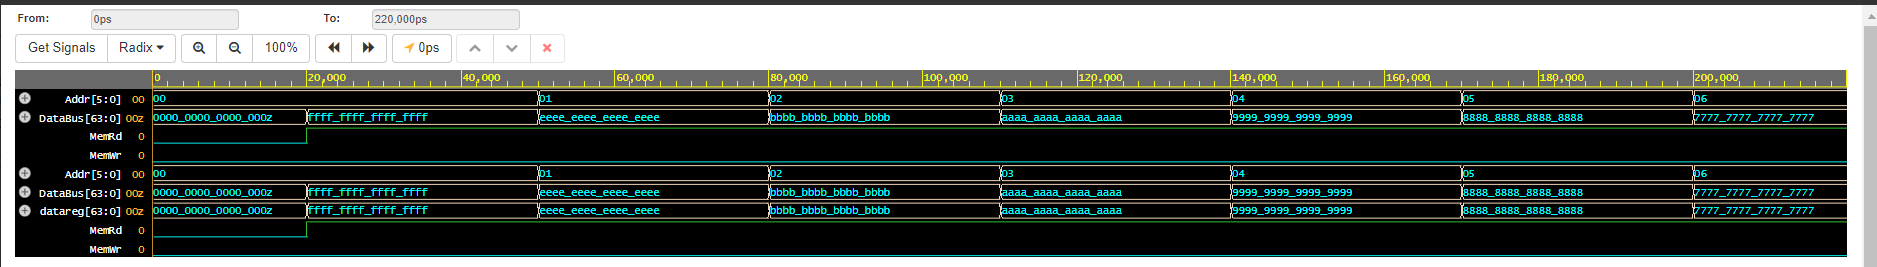 From: 0ps To: 220,000ps
Get Signals Radix 100% 0ps
0 20,000 40,000 60,000 80,000 100,000 120,000 140,000 160,000 180,000 200,000
Addr[5:0] 00 00 01 02 03 04 05 06
DataBus[63:0] 00z 0000_0000_0000_000z ffff_ffff_ffff_ffff eeee_eeee_eeee_eeee bbbb_bbbb_bbbb_bbbb aaaa_aaaa_aaaa_aaaa 9999_9999_9999_9999 8888_8888_8888_8888 7777_7777_7777_7777
MemRd 0
MemWr 0
Addr[5:0] 00 00 01 02 03 04 05 06
DataBus[63:0] 00z 0000_0000_0000_000z ffff_ffff_ffff_ffff eeee_eeee_eeee_eeee bbbb_bbbb_bbbb_bbbb aaaa_aaaa_aaaa_aaaa 9999_9999_9999_9999 8888_8888_8888_8888 7777_7777_7777_7777
datareg[63:0] 00z 0000_0000_0000_000z ffff_ffff_ffff_ffff eeee_eeee_eeee_eeee bbbb_bbbb_bbbb_bbbb aaaa_aaaa_aaaa_aaaa 9999_9999_9999_9999 8888_8888_8888_8888 7777_7777_7777_7777
MemRd 0
MemWr 0